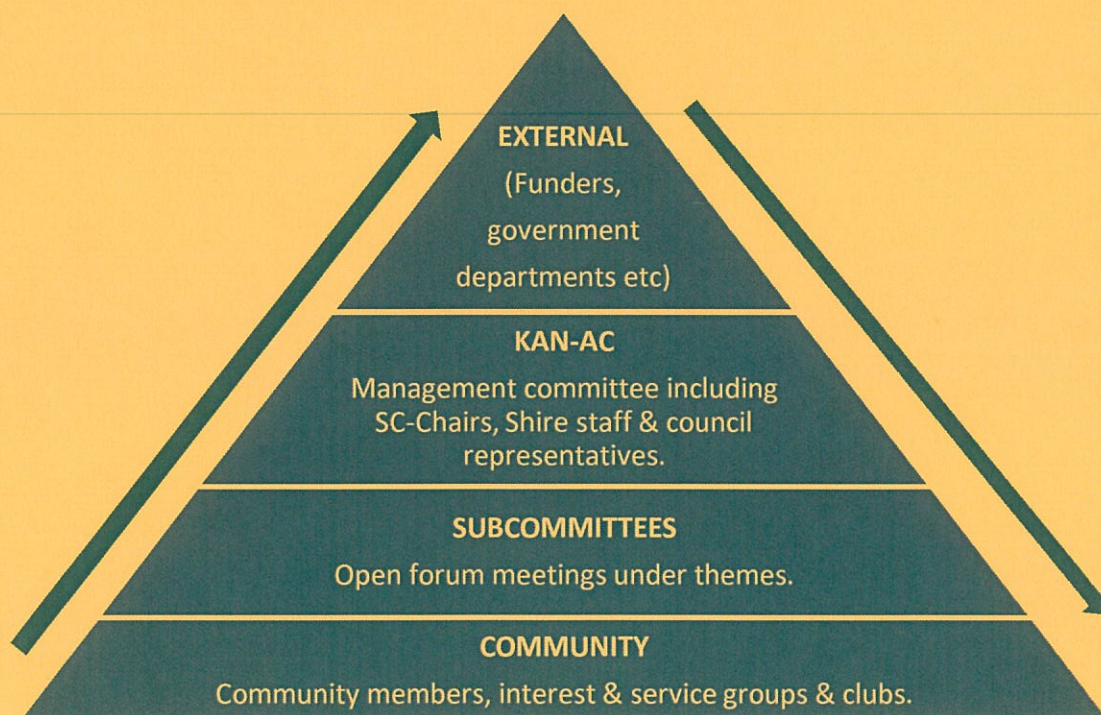 EXTERNAL
(Funders,
government
departments etc)
KAN-AC
Management committee including
SC-Chairs, Shire staff & council
representatives.
SUBCOMMITTEES
Open forum meetings under themes.
COMMUNITY
Community members, interest & service groups & clubs.